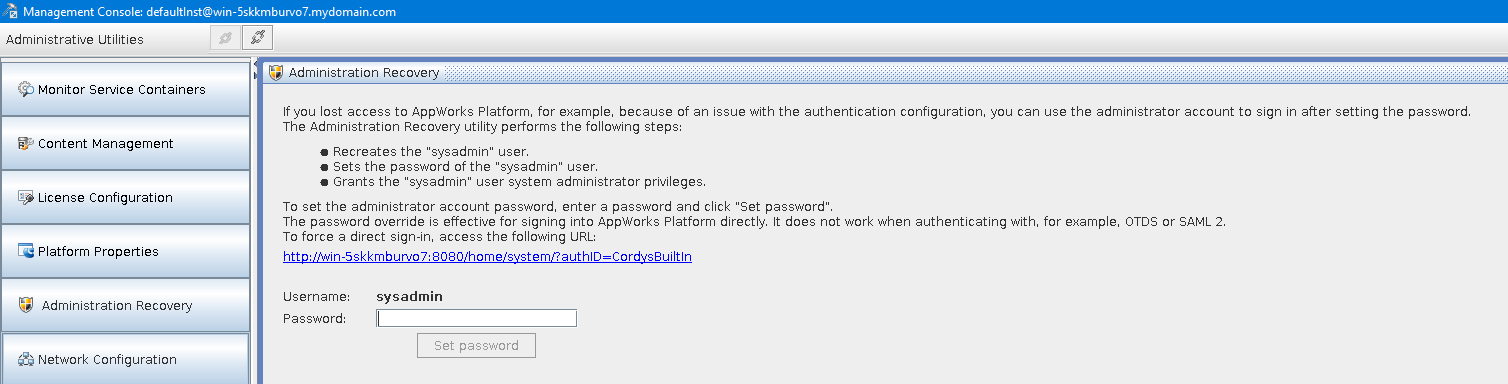 Management Console: defaultInst@win-5skkmburvo7.mydomain.com
Administrative Utilities
Monitor Service Containers
Content Management
License Configuration
Platform Properties
Administration Recovery
Network Configuration
Administration Recovery
If you lost access to AppWorks Platform, for example, because of an issue with the authentication configuration, you can use the administrator account to sign in after setting the password.
The Administration Recovery utility performs the following steps:
● Recreates the "sysadmin" user.
● Sets the password of the "sysadmin" user.
● Grants the "sysadmin" user system administrator privileges.
To set the administrator account password, enter a password and click "Set password".
The password override is effective for signing into AppWorks Platform directly. It does not work when authenticating with, for example, OTDS or SAML 2.
To force a direct sign-in, access the following URL:
http://win-5skkmburvo7:8080/home/system/?authID=CordysBuiltIn
Username: sysadmin
Password:
Set password